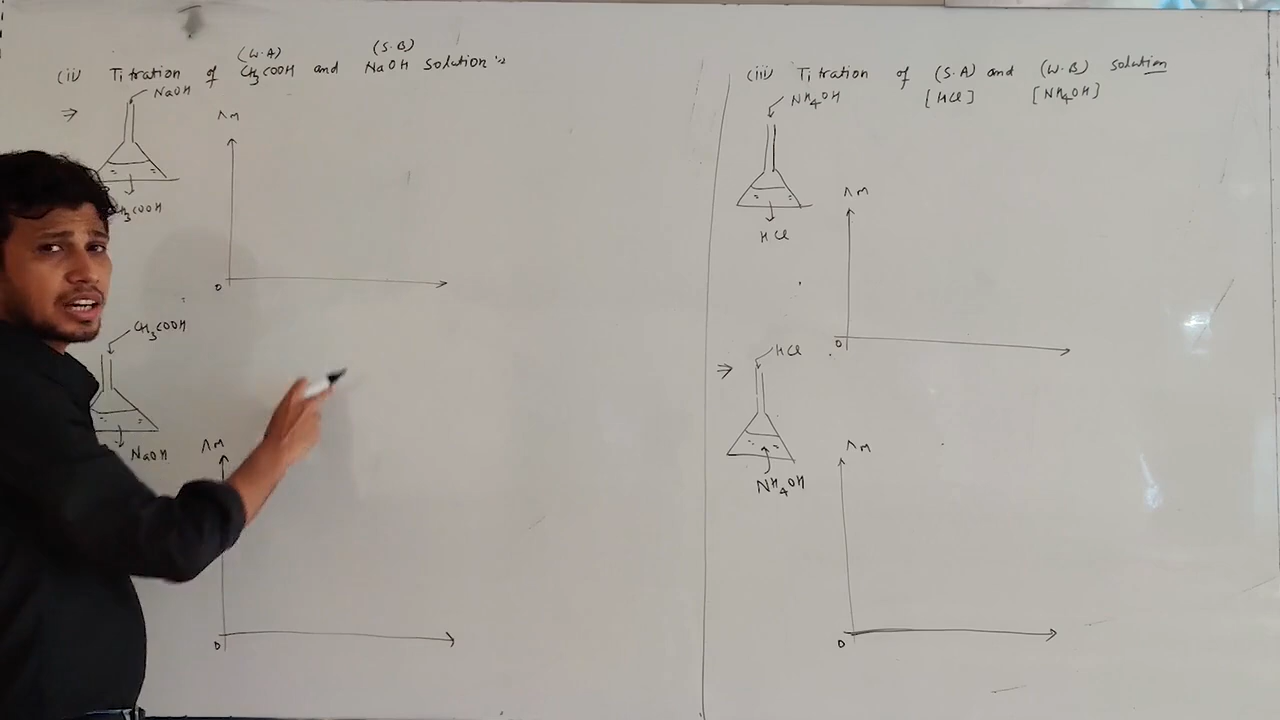 (W.A) (S.B)
(ii) Titration of CH₃COOH and NaOH solution :-
⇒ NaOH
Λm
CH₃COOH
0
CH₃COOH
NaOH
Λm
0
(iii) Titration of (S.A) and (W.B) solution
[HCl] [NH₄OH]
NH₄OH
Λm
HCl
0
⇒ HCl
Λm
NH₄OH
0